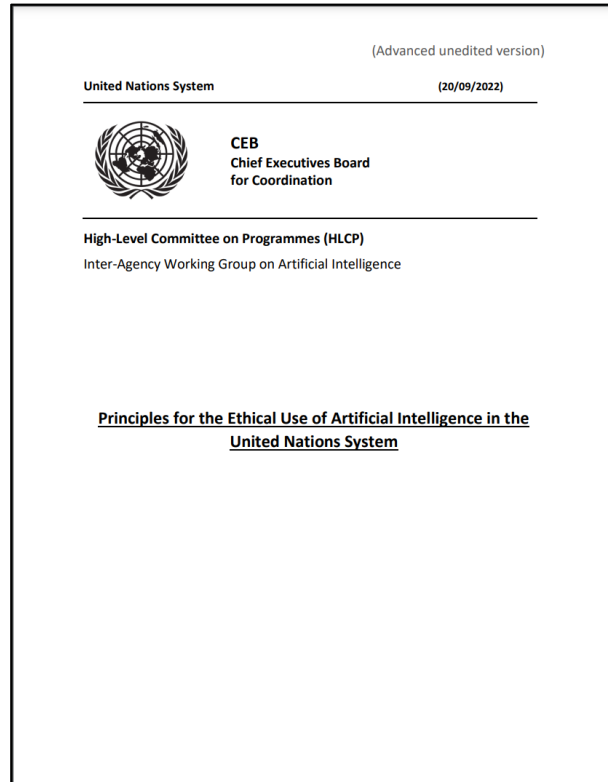 (Advanced unedited version)
United Nations System (20/09/2022)
CEB
Chief Executives Board
for Coordination
High-Level Committee on Programmes (HLCP)
Inter-Agency Working Group on Artificial Intelligence
Principles for the Ethical Use of Artificial Intelligence in the
United Nations System